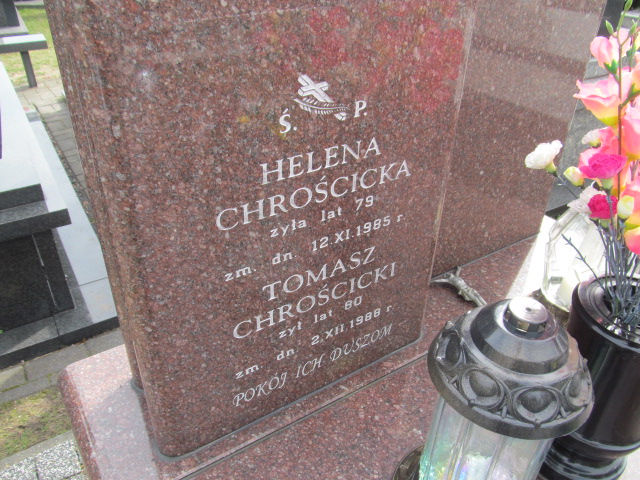 Ś. P.
HELENA
CHROŚCICKA
żyła lat 79
zm. dn. 12.XI.1985 r.
TOMASZ
CHROŚCICKI
żył lat 80
zm. dn. 2.XII.1988 r.
POKÓJ ICH DUSZOM